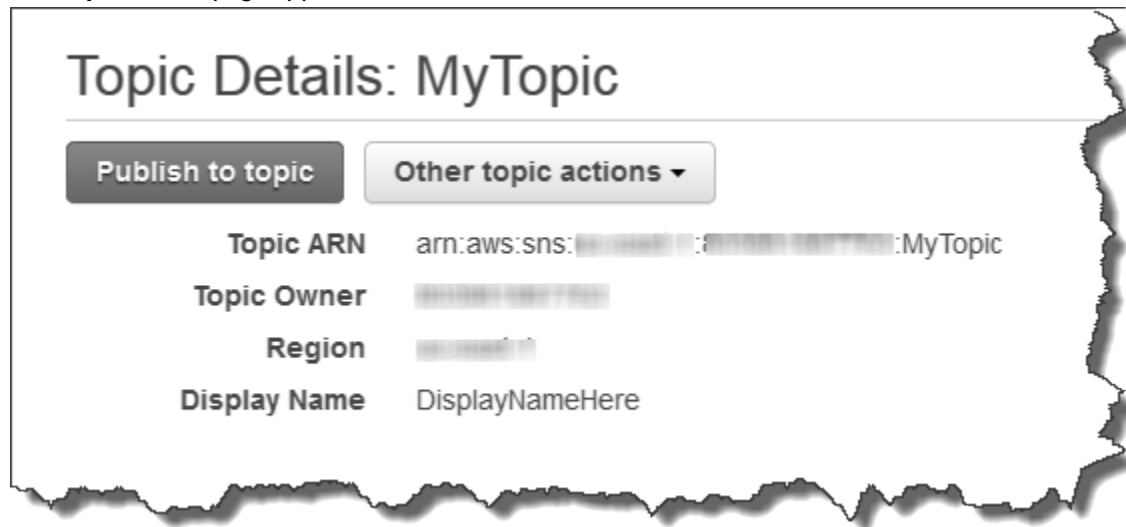 Topic Details: MyTopic
Publish to topic
Other topic actions
Topic ARN arn:aws:sns: : :MyTopic
Topic Owner
Region
Display Name DisplayNameHere